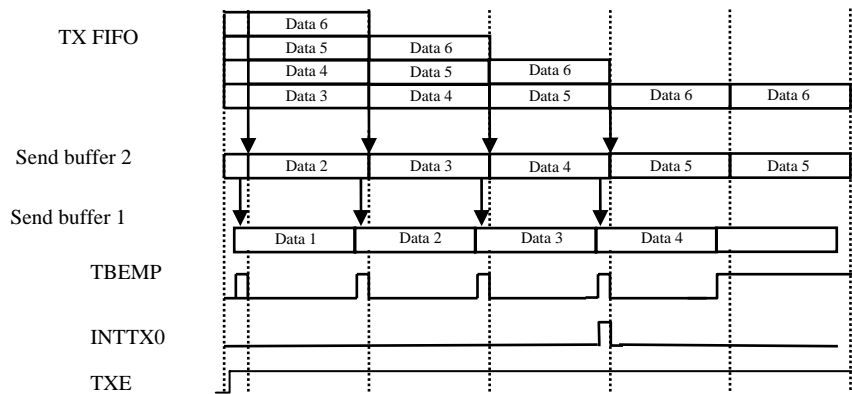 Data 6
TX FIFO
Data 5 Data 6
Data 4 Data 5 Data 6
Data 3 Data 4 Data 5 Data 6 Data 6
Send buffer 2
Data 2 Data 3 Data 4 Data 5 Data 5
Send buffer 1
Data 1 Data 2 Data 3 Data 4
TBEMP
INTTX0
TXE